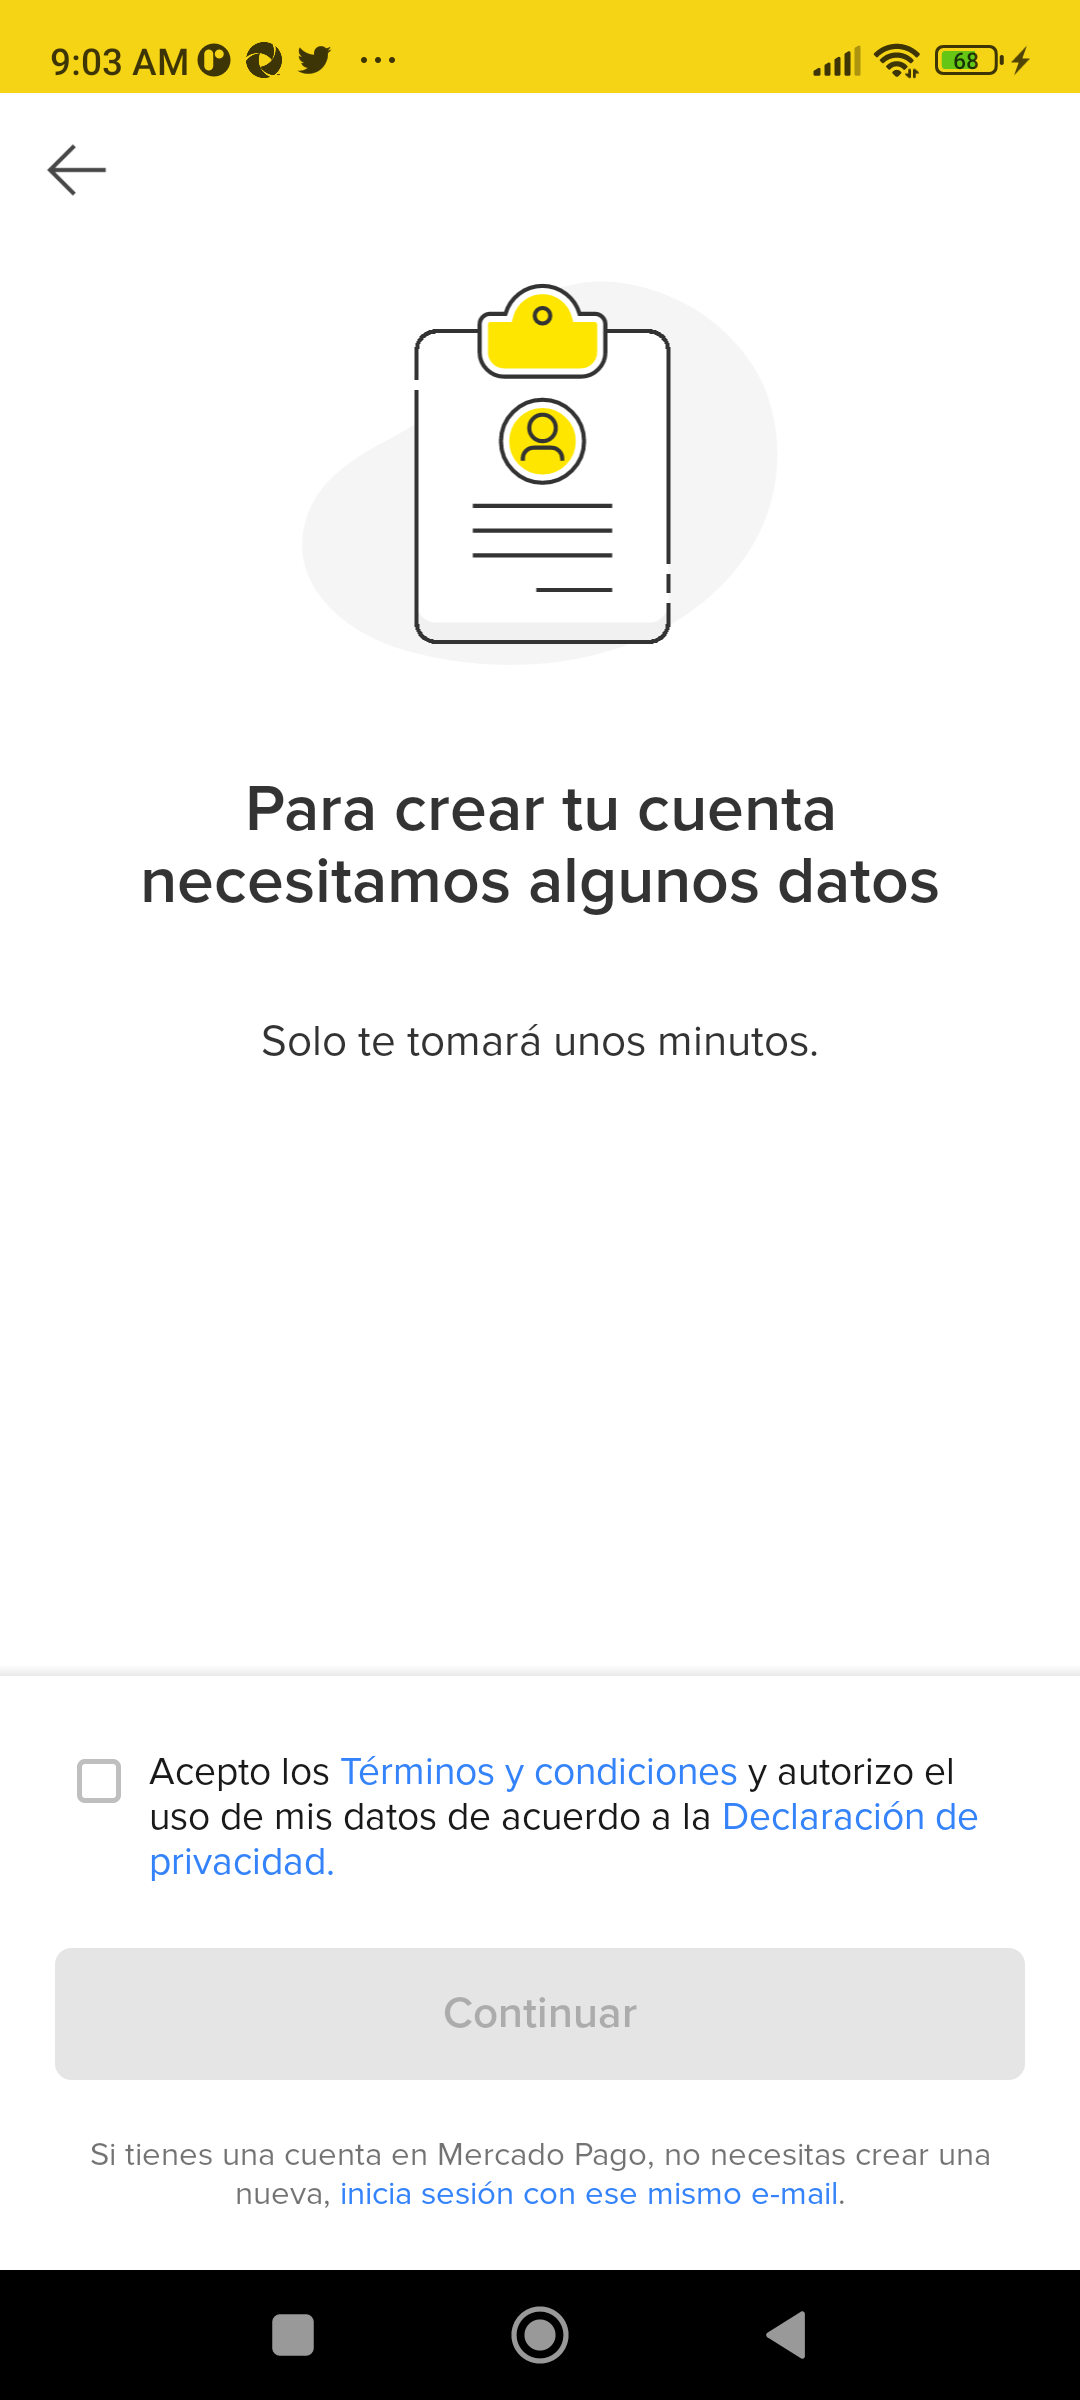 9:03 AM
68
Para crear tu cuenta
necesitamos algunos datos
Solo te tomará unos minutos.
Acepto los Términos y condiciones y autorizo el
uso de mis datos de acuerdo a la Declaración de
privacidad.
Continuar
Si tienes una cuenta en Mercado Pago, no necesitas crear una
nueva, inicia sesión con ese mismo e-mail.